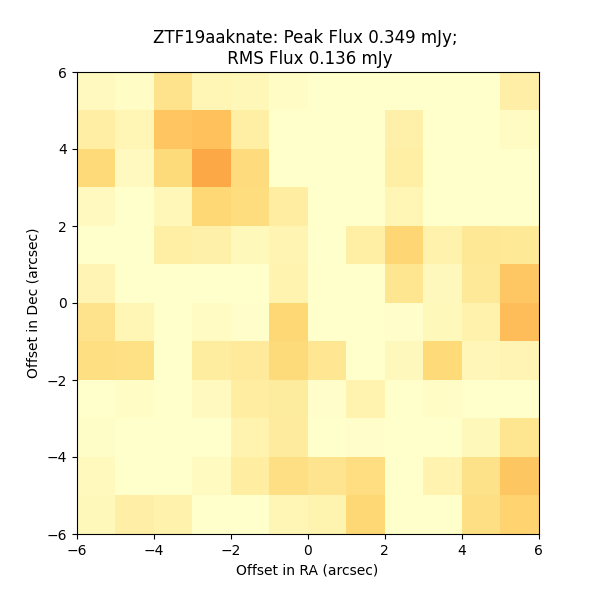 ZTF19aaknate: Peak Flux 0.349 mJy;
RMS Flux 0.136 mJy
6
4
2
0
−2
−4
−6
Offset in Dec (arcsec)
−6 −4 −2 0 2 4 6
Offset in RA (arcsec)